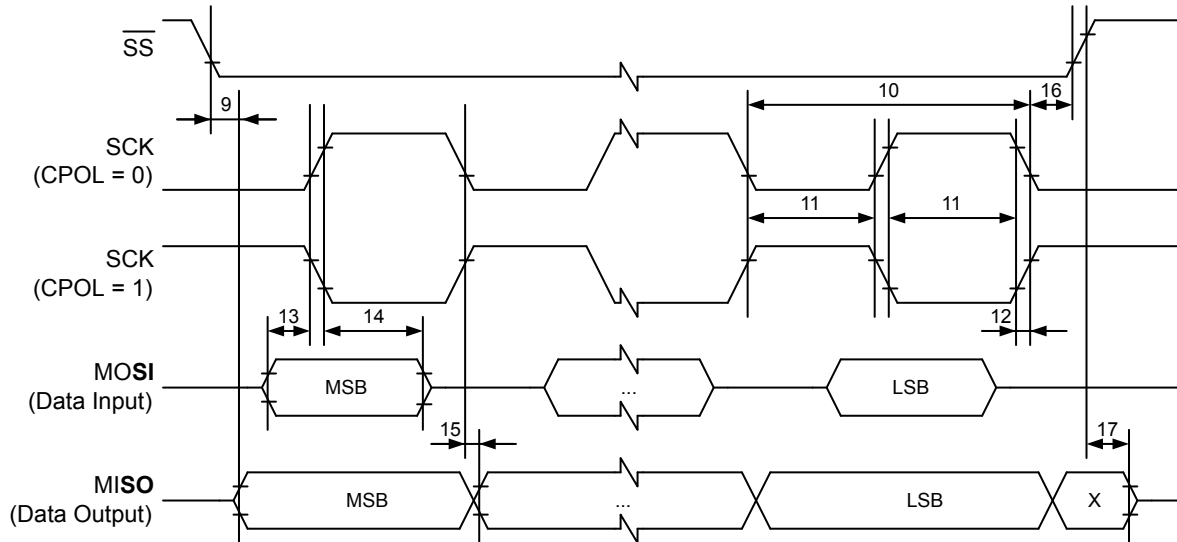 SS
9
10
16
SCK
(CPOL = 0)
11
11
SCK
(CPOL = 1)
13
14
12
MOSI
(Data Input)
MSB
...
LSB
15
17
MISO
(Data Output)
MSB
...
LSB
X